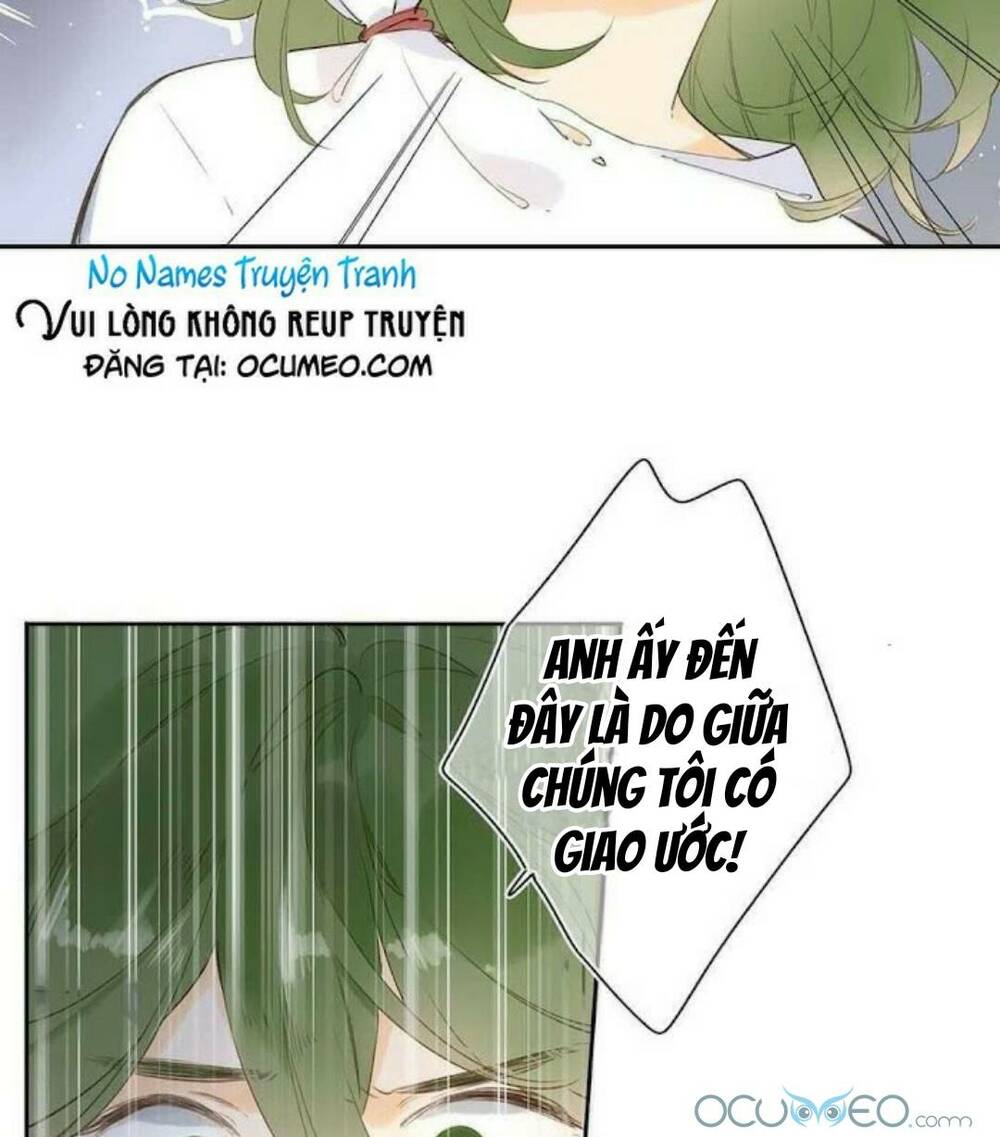 No Names Truyện Tranh
Vui lòng không reup truyện
ĐĂNG TẠI: OCUMEO.COM
ANH ẤY ĐẾN
ĐÂY LÀ DO GIỮA
CHÚNG TÔI CÓ
GIAO ƯỚC!
OCUMEO.com